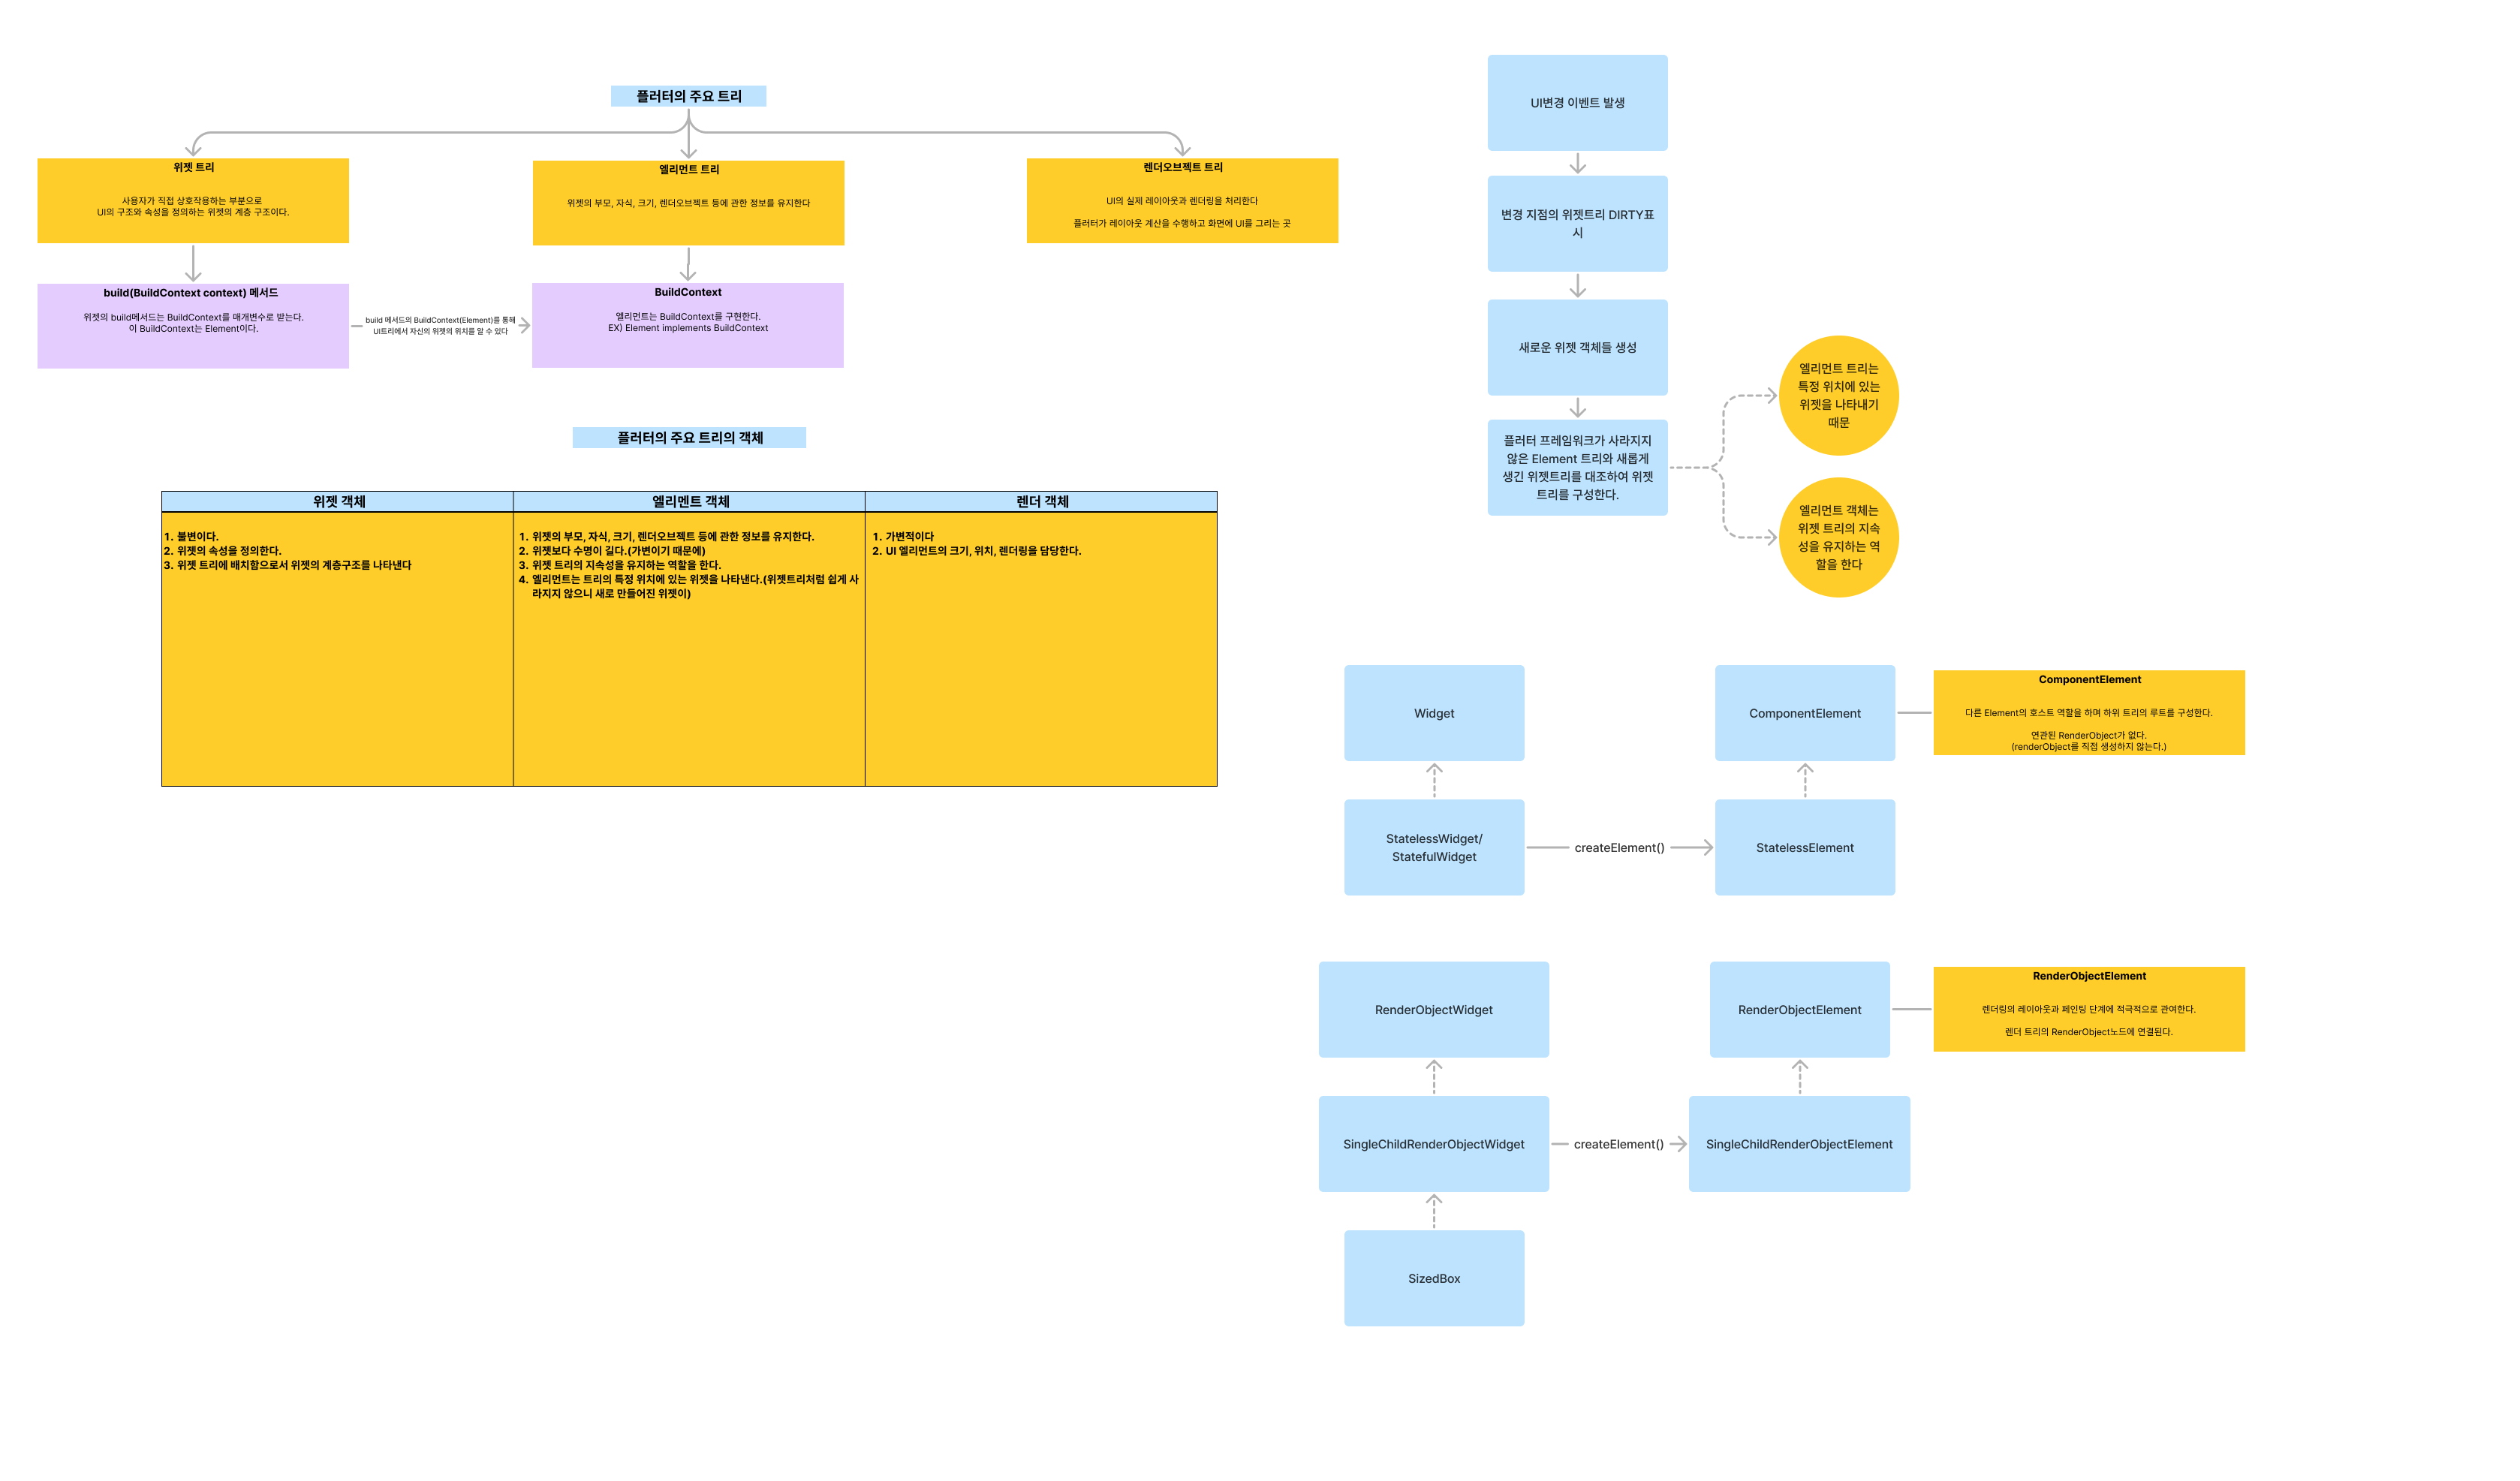 플러터의 주요 트리
위젯 트리
사용자가 직접 상호작용하는 부분으로
UI의 구조와 속성을 정의하는 위젯의 계층 구조이다.
엘리먼트 트리
위젯의 부모, 자식, 크기, 렌더오브젝트 등에 관한 정보를 유지한다
렌더오브젝트 트리
UI의 실제 레이아웃과 렌더링을 처리한다
플러터가 레이아웃 계산을 수행하고 화면에 UI를 그리는 곳
build(BuildContext context) 메서드
위젯의 build메서드는 BuildContext를 매개변수로 받는다.
이 BuildContext는 Element이다.
build 메서드의 BuildContext(Element)를 통해
UI트리에서 자신의 위젯의 위치를 알 수 있다
BuildContext
엘리먼트는 BuildContext를 구현한다.
EX) Element implements BuildContext
플러터의 주요 트리의 객체
위젯 객체
1. 불변이다.
2. 위젯의 속성을 정의한다.
3. 위젯 트리에 배치함으로서 위젯의 계층구조를 나타낸다
엘리멘트 객체
1. 위젯의 부모, 자식, 크기, 렌더오브젝트 등에 관한 정보를 유지한다.
2. 위젯보다 수명이 길다.(가변이기 때문에)
3. 위젯 트리의 지속성을 유지하는 역할을 한다.
4. 엘리먼트는 트리의 특정 위치에 있는 위젯을 나타낸다.(위젯트리처럼 쉽게 사
라지지 않으니 새로 만들어진 위젯이)
렌더 객체
1. 가변적이다
2. UI 엘리먼트의 크기, 위치, 렌더링을 담당한다.
UI변경 이벤트 발생
변경 지점의 위젯트리 DIRTY표
시
새로운 위젯 객체들 생성
플러터 프레임워크가 사라지지
않은 Element 트리와 새롭게
생긴 위젯트리를 대조하여 위젯
트리를 구성한다.
엘리먼트 트리는
특정 위치에 있는
위젯을 나타내기
때문
엘리먼트 객체는
위젯 트리의 지속
성을 유지하는 역
할을 한다
Widget
ComponentElement
ComponentElement
다른 Element의 호스트 역할을 하며 하위 트리의 루트를 구성한다.
연관된 RenderObject가 없다.
(renderObject를 직접 생성하지 않는다.)
StatelessWidget/
StatefulWidget
createElement()
StatelessElement
RenderObjectWidget
RenderObjectElement
RenderObjectElement
렌더링의 레이아웃과 페인팅 단계에 적극적으로 관여한다.
렌더 트리의 RenderObject노드에 연결된다.
SingleChildRenderObjectWidget
createElement()
SingleChildRenderObjectElement
SizedBox